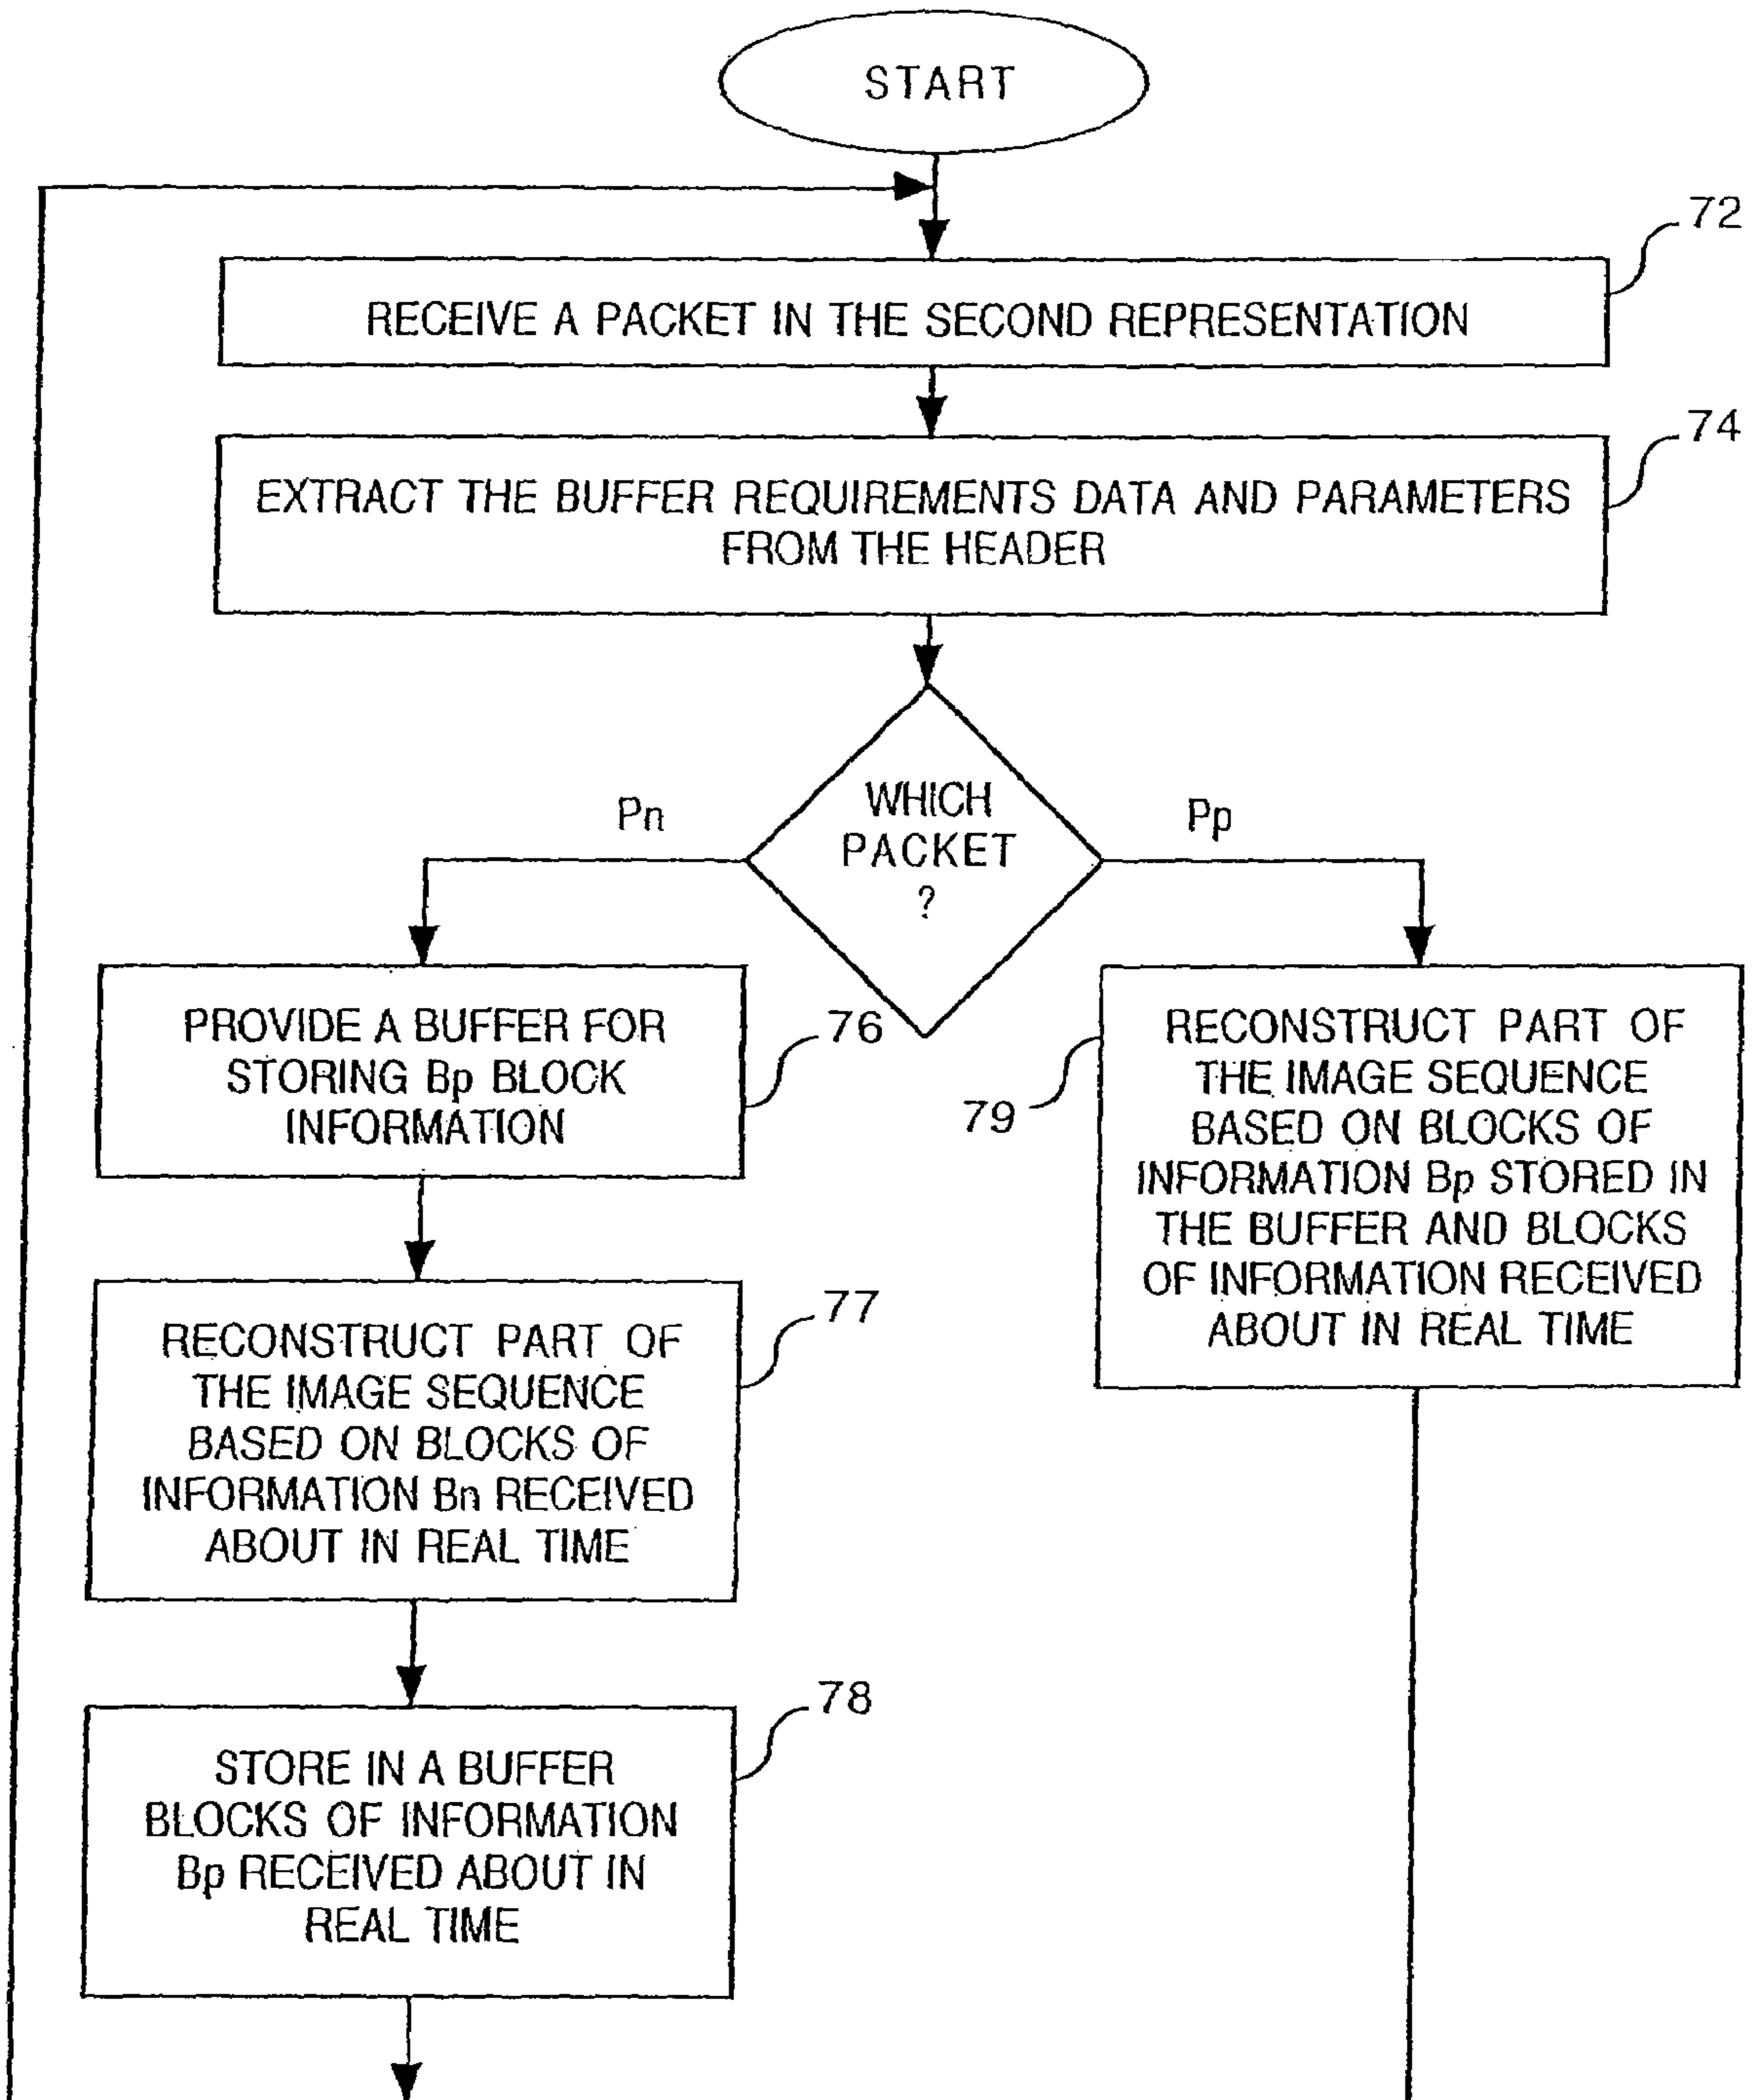 START
72
RECEIVE A PACKET IN THE SECOND REPRESENTATION
74
EXTRACT THE BUFFER REQUIREMENTS DATA AND PARAMETERS
FROM THE HEADER
WHICH
PACKET
?
Pn
Pp
PROVIDE A BUFFER FOR
STORING Bp BLOCK
INFORMATION
76
RECONSTRUCT PART OF
THE IMAGE SEQUENCE
BASED ON BLOCKS OF
INFORMATION Bn RECEIVED
ABOUT IN REAL TIME
77
STORE IN A BUFFER
BLOCKS OF INFORMATION
Bp RECEIVED ABOUT IN
REAL TIME
78
79
RECONSTRUCT PART OF
THE IMAGE SEQUENCE
BASED ON BLOCKS OF
INFORMATION Bp STORED IN
THE BUFFER AND BLOCKS
OF INFORMATION RECEIVED
ABOUT IN REAL TIME